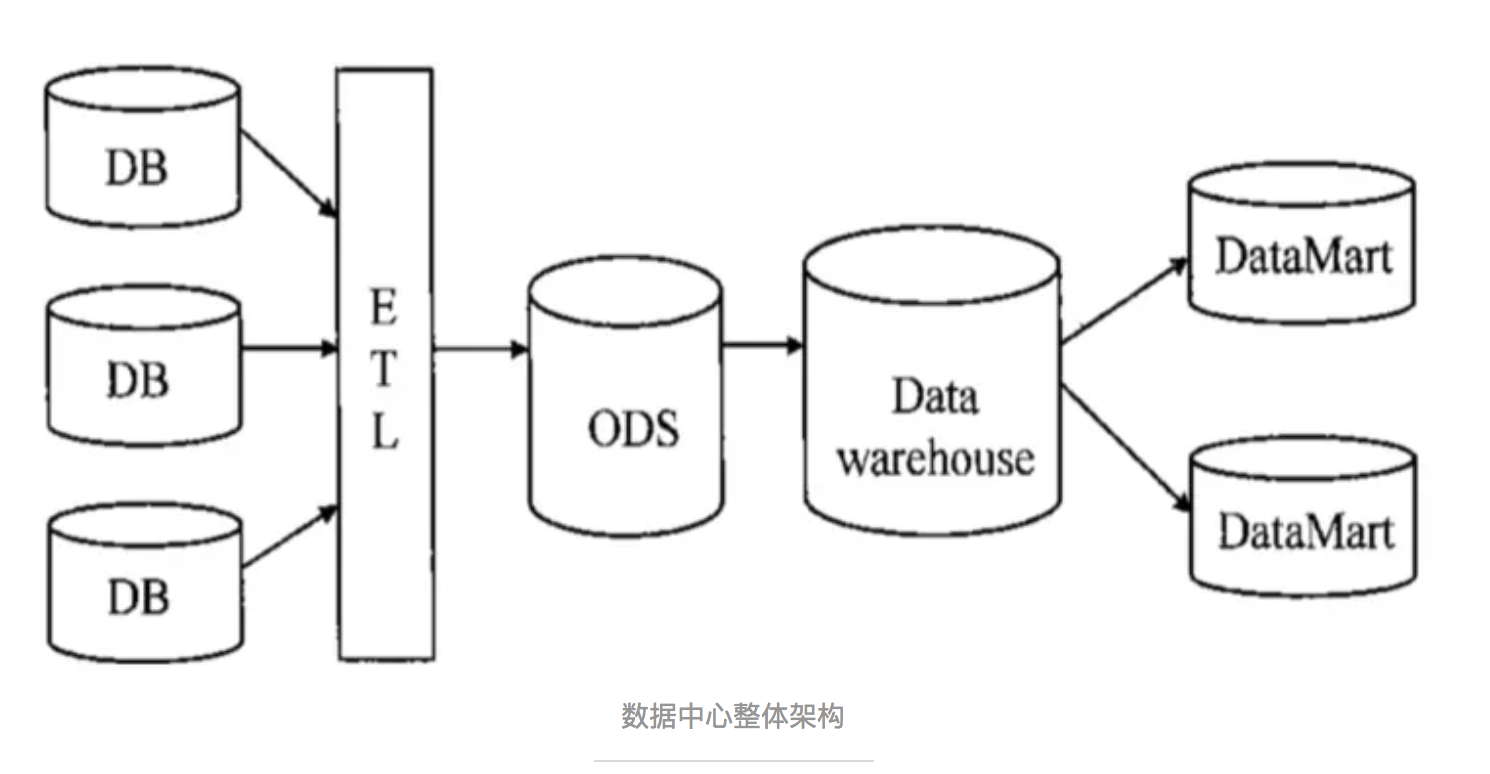 DB
DB
DB
E
T
L
ODS
Data
warehouse
DataMart
DataMart
数据中心整体架构